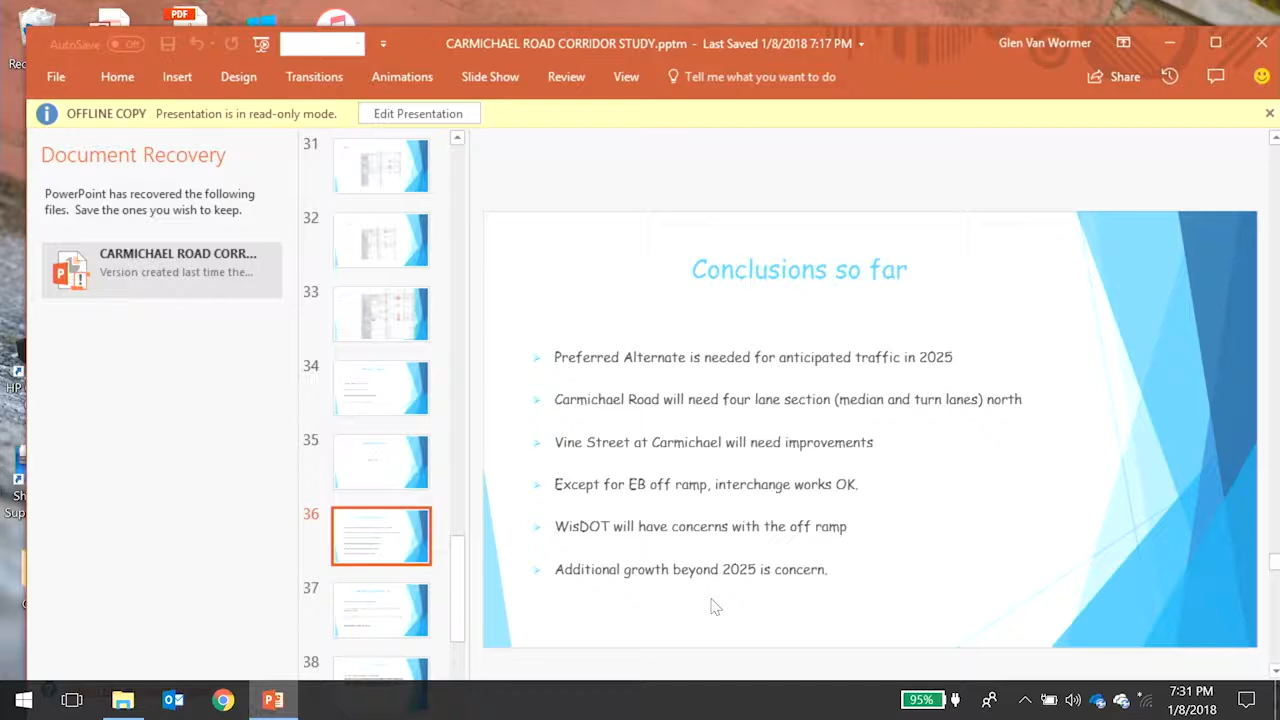 PDF
AutoSave Off
CARMICHAEL ROAD CORRIDOR STUDY.pptm - Last Saved 1/8/2018 7:17 PM
Glen Van Wormer
File Home Insert Design Transitions Animations Slide Show Review View Tell me what you want to do Share
OFFLINE COPY Presentation is in read-only mode. Edit Presentation
Document Recovery
PowerPoint has recovered the following
files. Save the ones you wish to keep.
CARMICHAEL ROAD CORR...
Version created last time the...
31
32
33
34
35
36
37
38
Conclusions so far
Preferred Alternate is needed for anticipated traffic in 2025
Carmichael Road will need four lane section (median and turn lanes) north
Vine Street at Carmichael will need improvements
Except for EB off ramp, interchange works OK.
WisDOT will have concerns with the off ramp
Additional growth beyond 2025 is concern.
95%
7:31 PM
1/8/2018